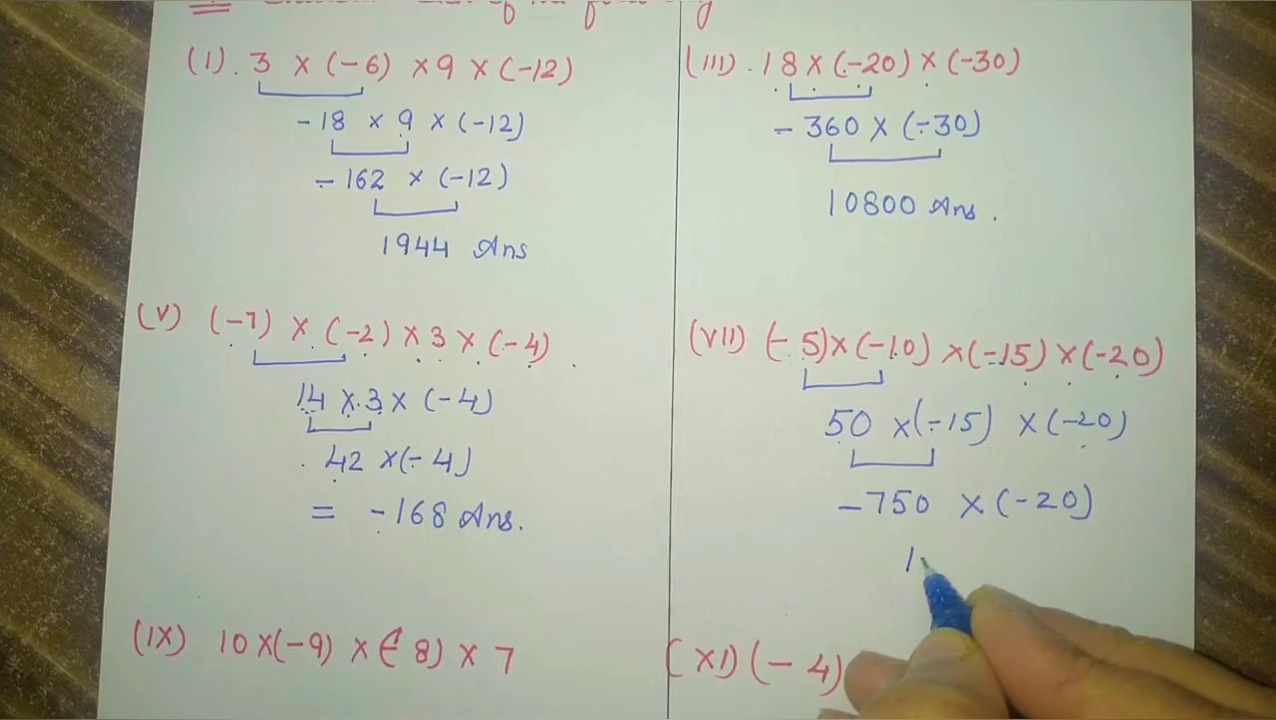 (I). 3 × (-6) × 9 × (-12)
-18 × 9 × (-12)
-162 × (-12)
1944 Ans
(III). 18 × (-20) × (-30)
-360 × (-30)
10800 Ans.
(V) (-7) × (-2) × 3 × (-4)
14 × 3 × (-4)
42 × (-4)
= -168 Ans.
(VII) (-5) × (-10) × (-15) × (-20)
50 × (-15) × (-20)
-750 × (-20)
1
(IX) 10 × (-9) × (-8) × 7
(XI) (-4)